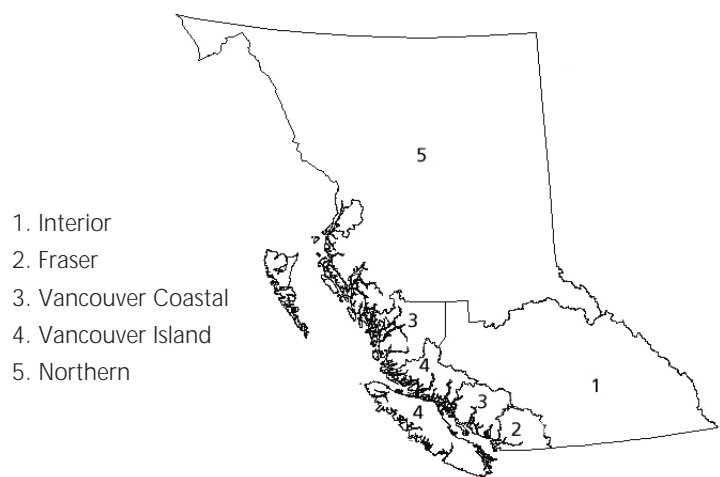 5
1. Interior
2. Fraser
3. Vancouver Coastal
4. Vancouver Island
5. Northern
3
4
1
3
4
2